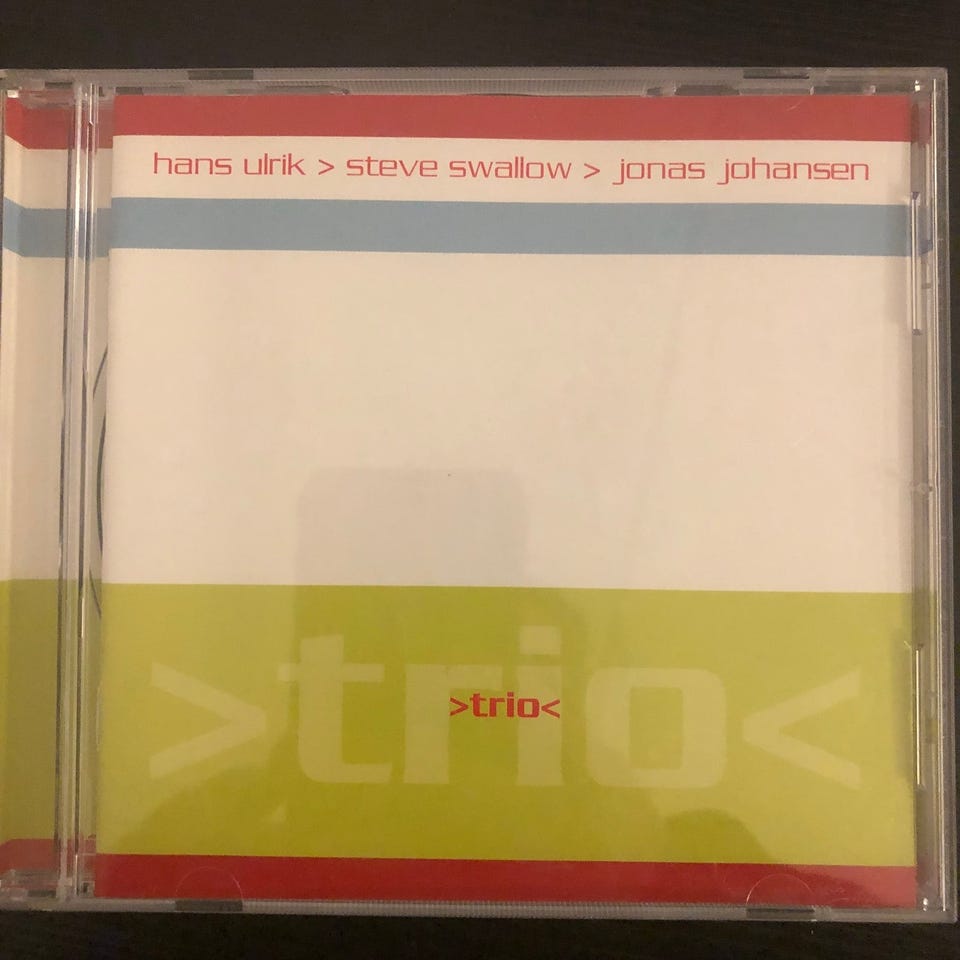 hans ulrik > steve swallow > jonas johansen
>trio<
>trio<